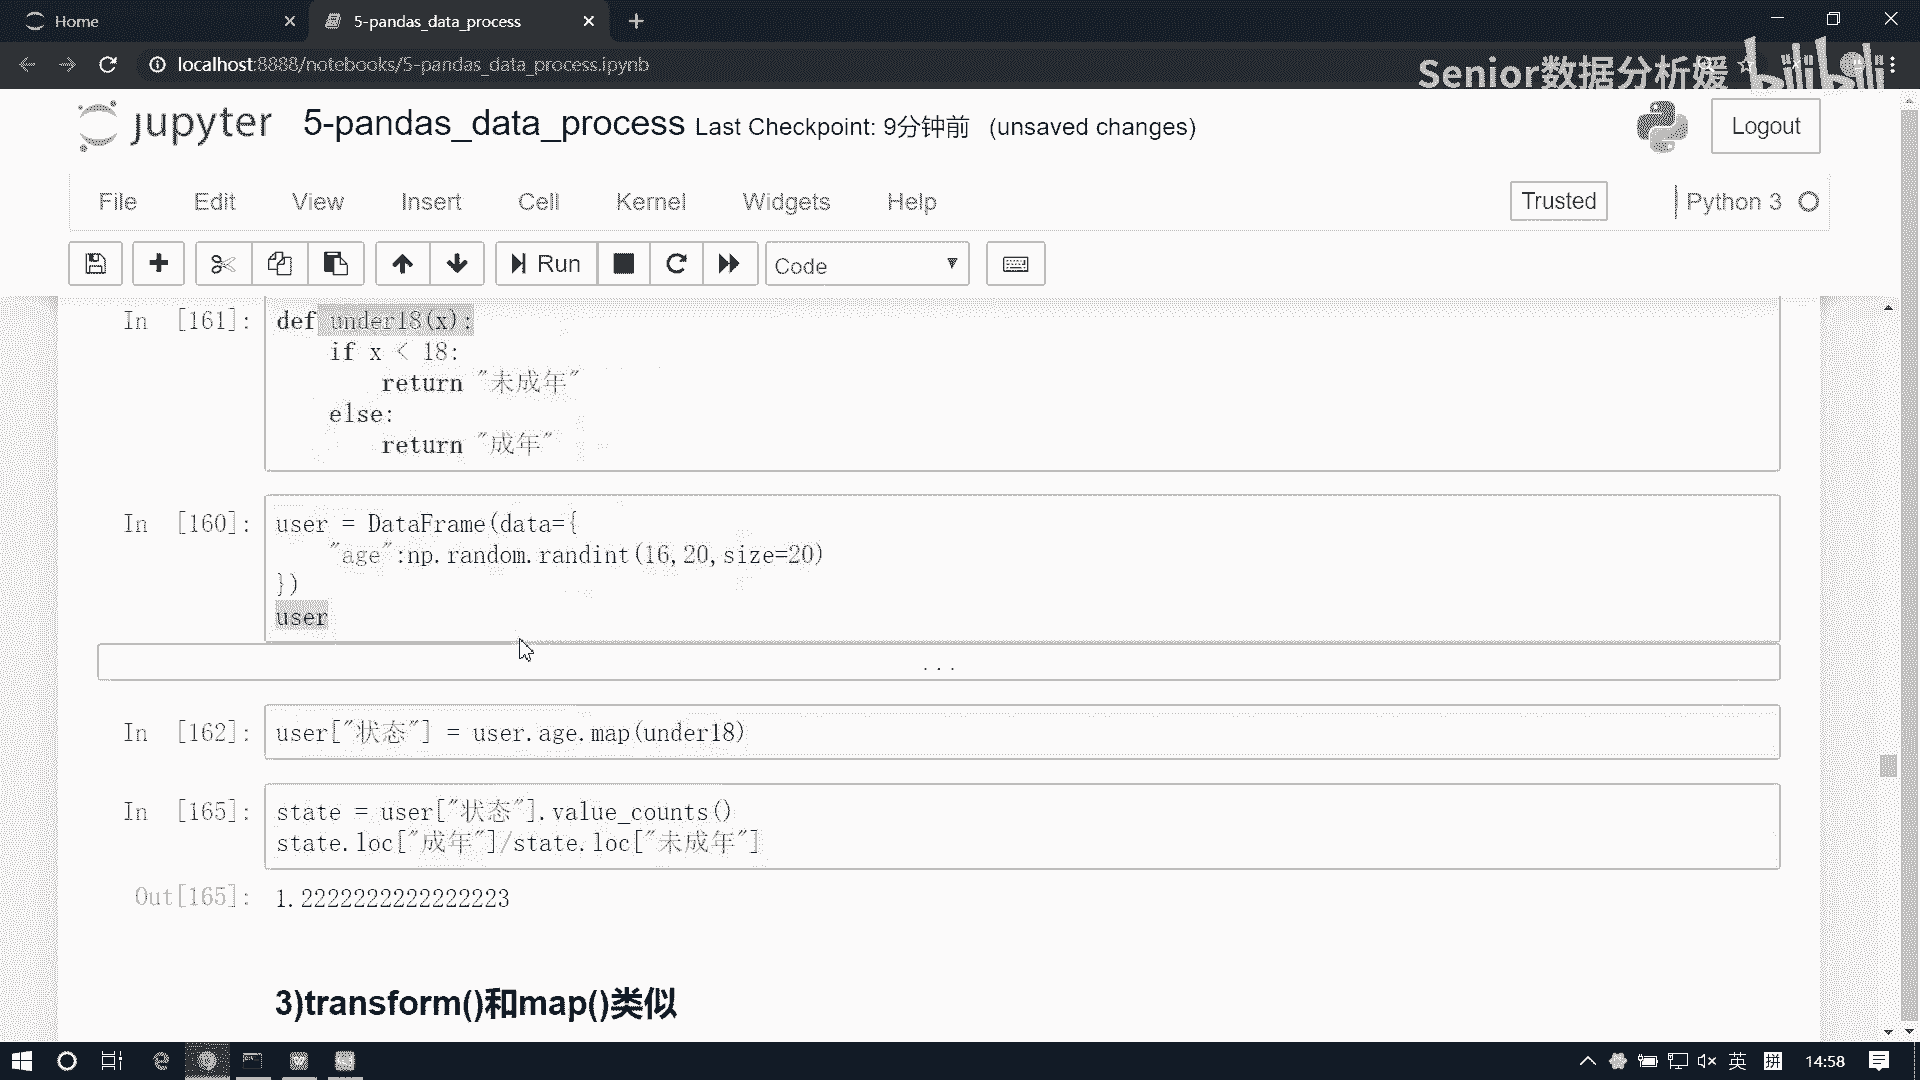 Home
5-pandas_data_process
localhost:8888/notebooks/5-pandas_data_process.ipynb
Senior数据分析媛 bilibili
jupyter 5-pandas_data_process Last Checkpoint: 9分钟前 (unsaved changes)
Logout
File Edit View Insert Cell Kernel Widgets Help
Trusted
Python 3
Run
Code
In [161]: def under18(x):
if x < 18:
return "未成年"
else:
return "成年"
In [160]: user = DataFrame(data={
"age":np.random.randint(16,20,size=20)
})
user
...
In [162]: user["状态"] = user.age.map(under18)
In [165]: state = user["状态"].value_counts()
state.loc["成年"]/state.loc["未成年"]
Out[165]: 1.2222222222222223
3)transform()和map()类似
英
拼
14:58